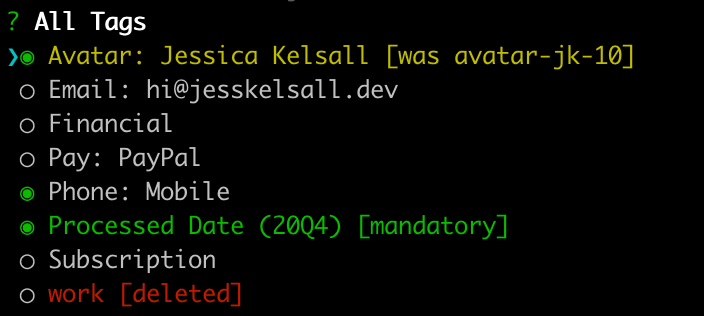 ? All Tags
❯◉ Avatar: Jessica Kelsall [was avatar-jk-10]
◯ Email: hi@jesskelsall.dev
◯ Financial
◯ Pay: PayPal
◉ Phone: Mobile
◉ Processed Date (20Q4) [mandatory]
◯ Subscription
◯ work [deleted]